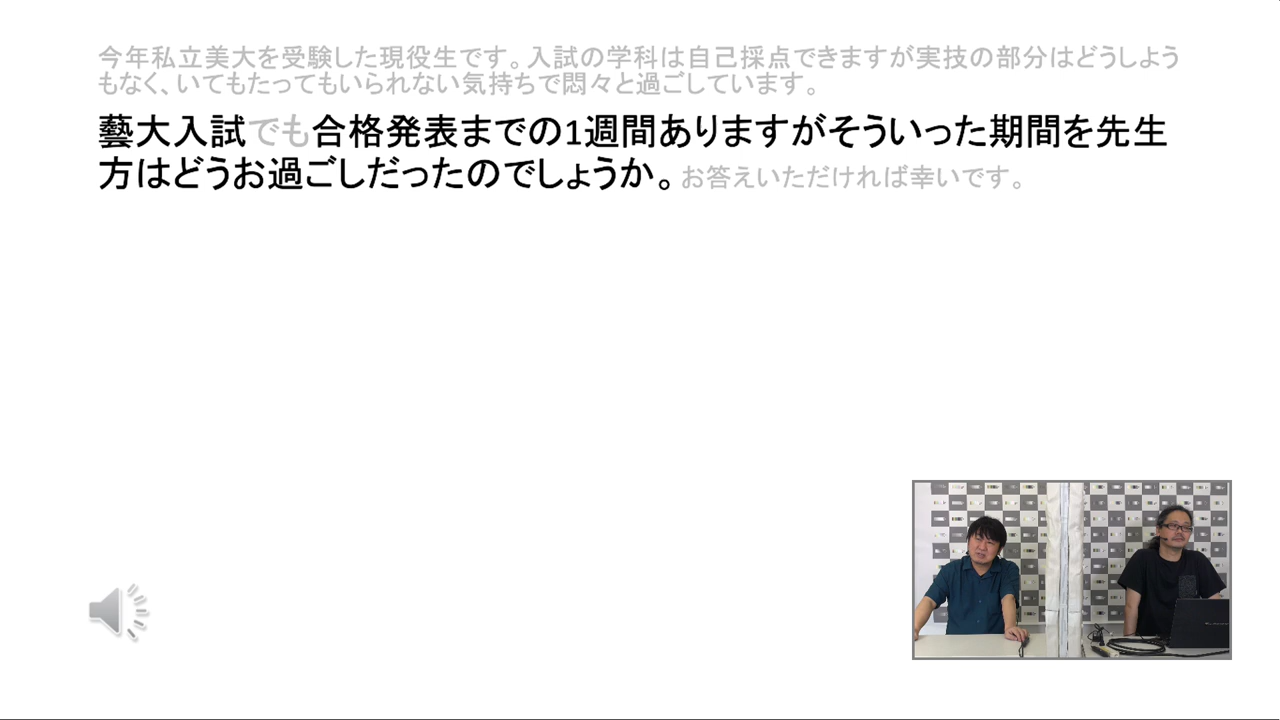 今年私立美大を受験した現役生です。入試の学科は自己採点できますが実技の部分はどうしよう
もなく、いてもたってもいられない気持ちで悶々と過ごしています。
藝大入試でも合格発表までの1週間ありますがそういった期間を先生
方はどうお過ごしだったのでしょうか。お答えいただければ幸いです。